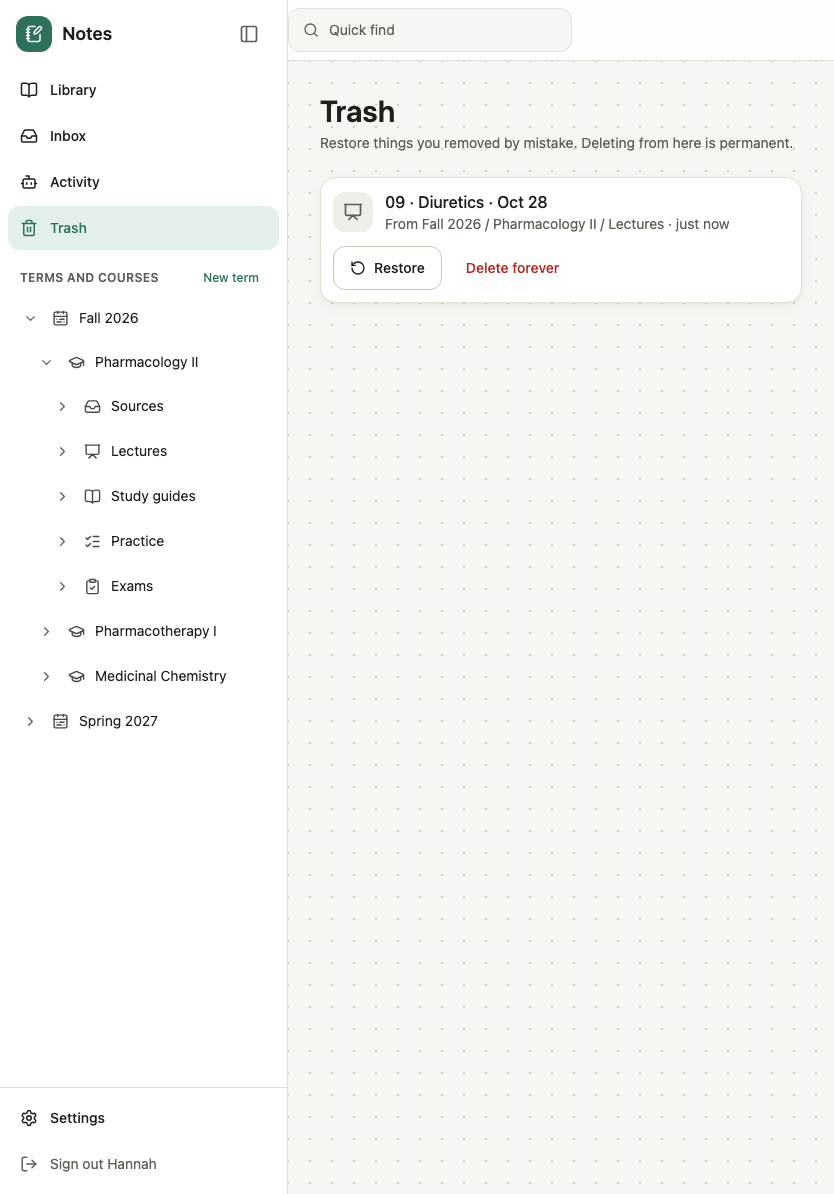 Notes
Library
Inbox
Activity
Trash
TERMS AND COURSES New term
Fall 2026
Pharmacology II
Sources
Lectures
Study guides
Practice
Exams
Pharmacotherapy I
Medicinal Chemistry
Spring 2027
Settings
Sign out Hannah
Quick find
Trash
Restore things you removed by mistake. Deleting from here is permanent.
09 · Diuretics · Oct 28
From Fall 2026 / Pharmacology II / Lectures · just now
Restore Delete forever